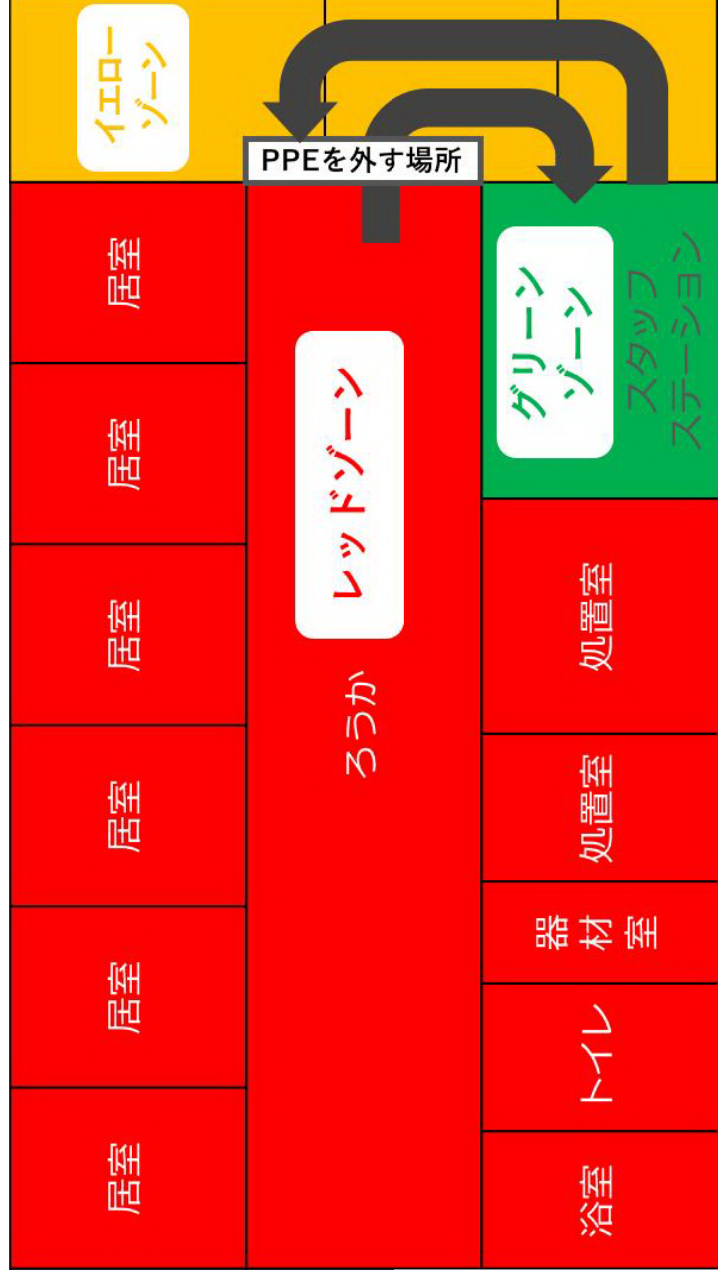 イエロー
ゾーン
PPEを外す場所
居室
居室
居室
居室
居室
居室
レッドゾーン
ろうか
グリーン
ゾーン
スタッフ
ステーション
処置室
処置室
器材室
トイレ
浴室